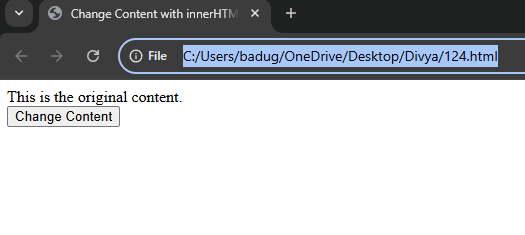 Change Content with innerHTM
File
C:/Users/badug/OneDrive/Desktop/Divya/124.html
This is the original content.
Change Content